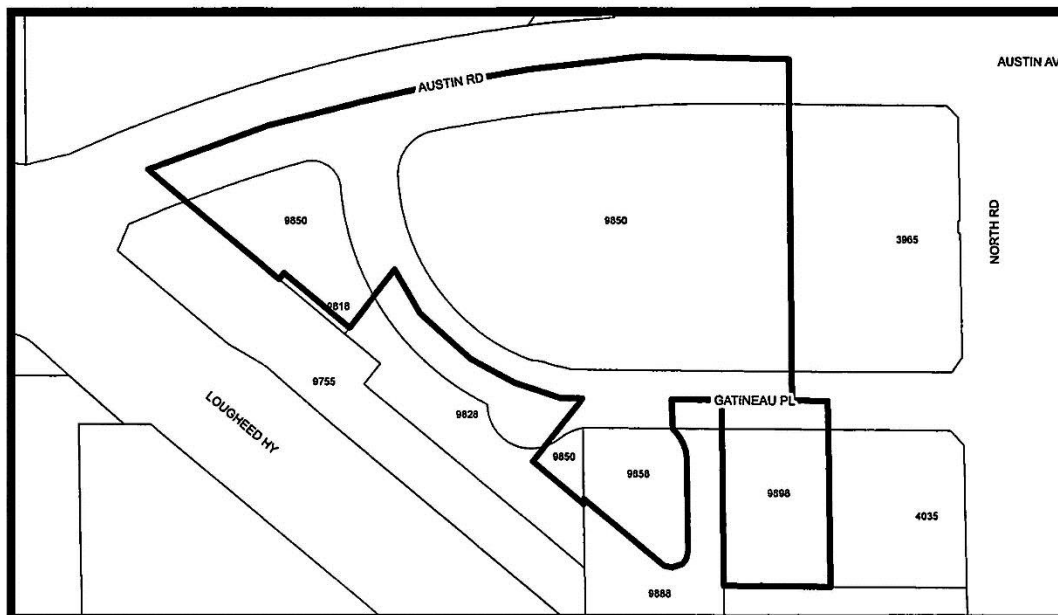 AUSTIN AV
AUSTIN RD
9850
9850
3965
NORTH RD
9818
9755
LOUGHEED HY
9828
GATINEAU PL
9850
9858
9898
4035
9888